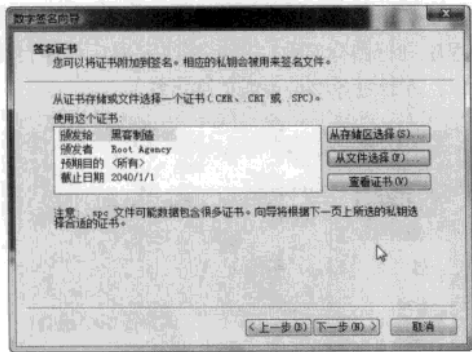 数字签名向导
签名证书
您可以将证书附加到签名。相应的私钥会被用来签名文件。
从证书存储或文件选择一个证书(CER、CRT 或 .SPC)。
使用这个证书:
颁发给 黑客制造
颁发者 Root Agency
预期目的 <所有>
截止日期 2040/1/1
从存储区选择(S)...
从文件选择(F)...
查看证书(V)
注意: .spc 文件可能数据包含很多证书。向导将根据下一页上所选的私钥选
择合适的证书。
<上一步(B) 下一步(N) > 取消